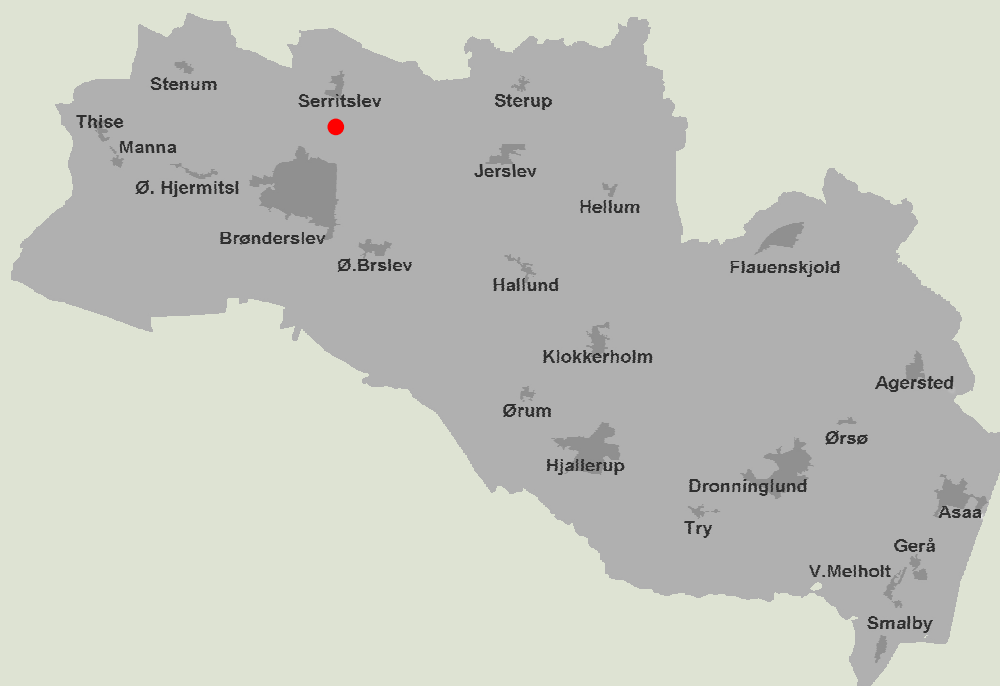 Stenum
Serritslev
Sterup
Thise
Manna
Jerslev
Ø. Hjermitsl
Hellum
Brønderslev
Ø.Brslev
Flauenskjold
Hallund
Klokkerholm
Agersted
Ørum
Ørsø
Hjallerup
Dronninglund
Asaa
Try
Gerå
V.Melholt
Smalby